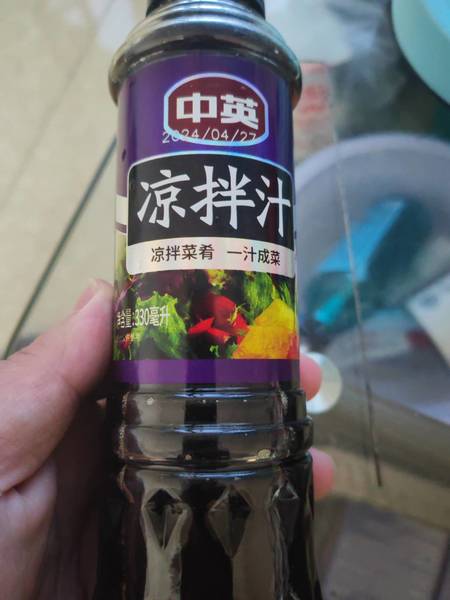 中英
2024/04/27
凉拌汁
凉拌菜肴 一汁成菜
净含量:330毫升